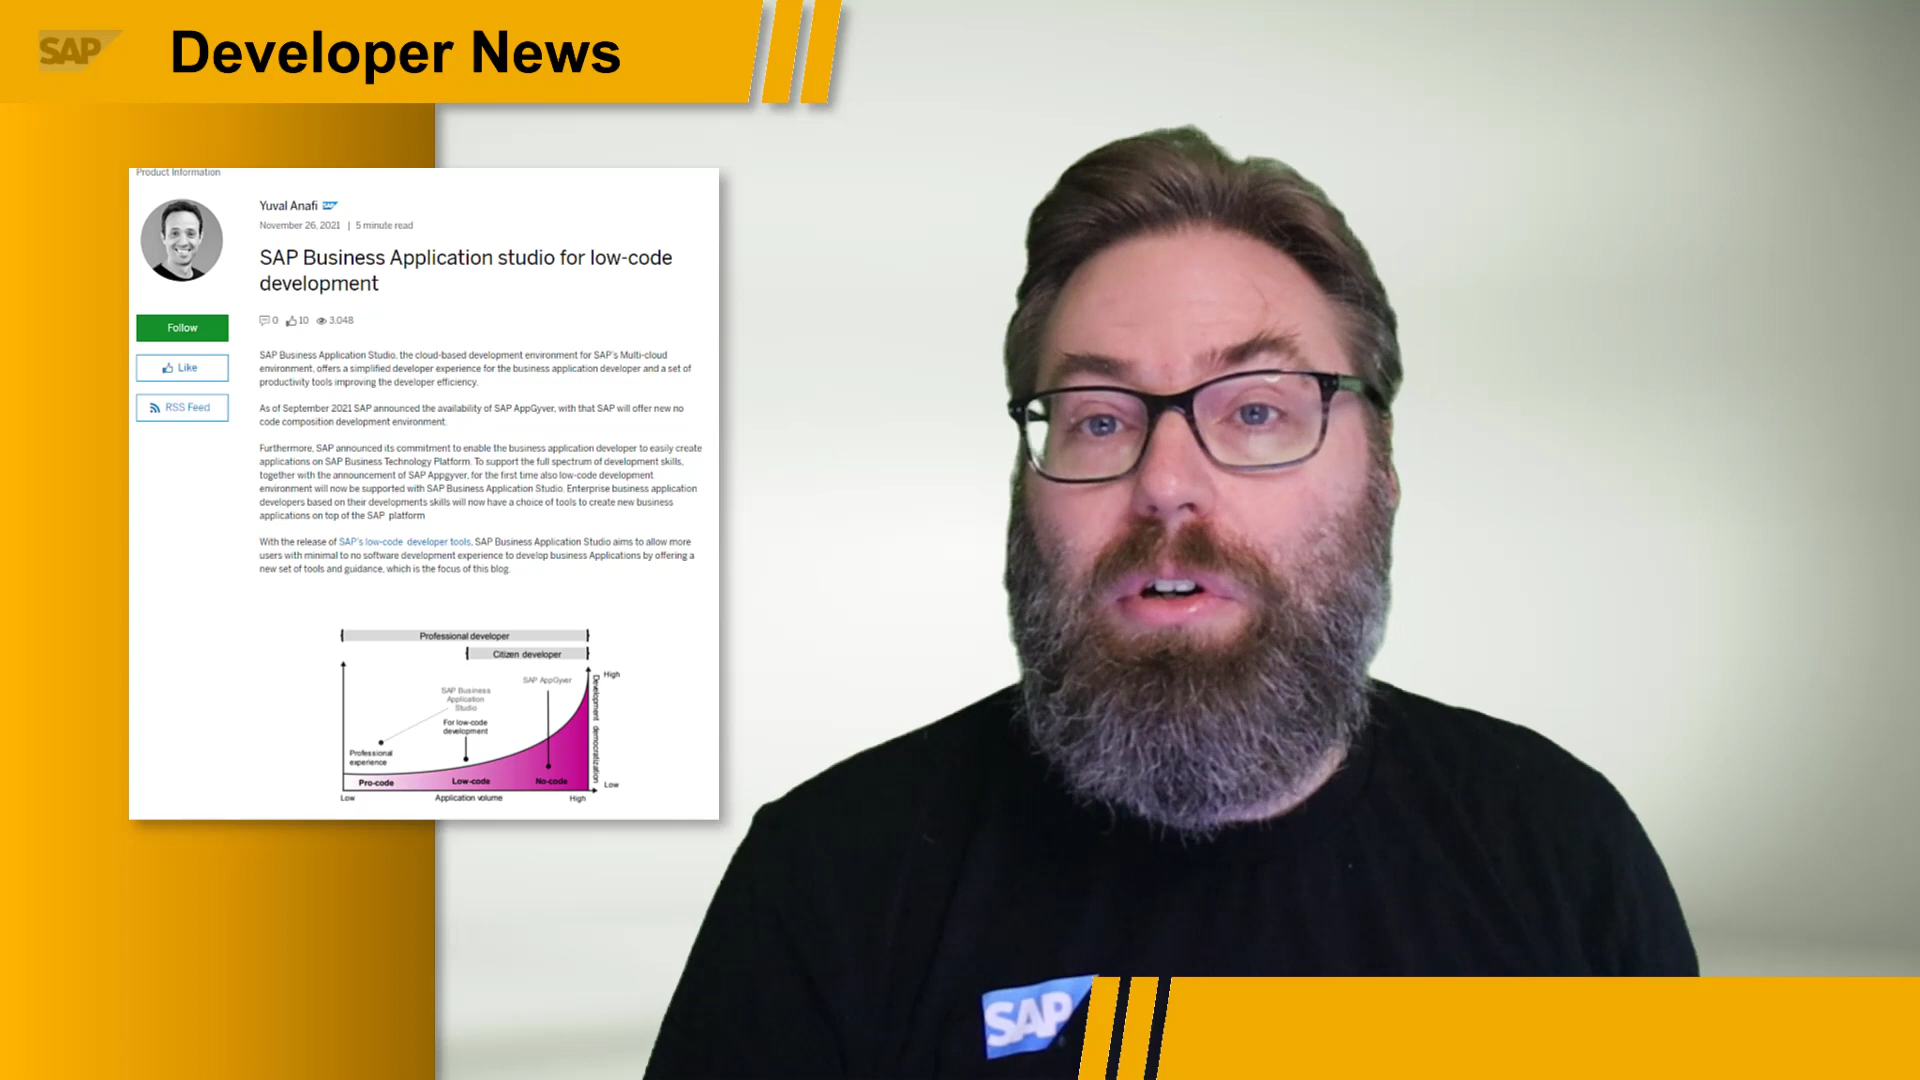 SAP
Developer News
Product Information
Yuval Anafi SAP
November 26, 2021 | 5 minute read
SAP Business Application studio for low-code
development
0 10 3,048
Follow
Like
RSS Feed
SAP Business Application Studio, the cloud-based development environment for SAP's Multi-cloud
environment, offers a simplified developer experience for the business application developer and a set of
productivity tools improving the developer efficiency.
As of September 2021 SAP announced the availability of SAP AppGyver, with that SAP will offer new no
code composition development environment.
Furthermore, SAP announced its commitment to enable the business application developer to easily create
applications on SAP Business Technology Platform. To support the full spectrum of development skills,
together with the announcement of SAP Appgyver, for the first time also low-code development
environment will now be supported with SAP Business Application Studio. Enterprise business application
developers based on their developments skills will now have a choice of tools to create new business
applications on top of the SAP platform
With the release of SAP's low-code developer tools, SAP Business Application Studio aims to allow more
users with minimal to no software development experience to develop business Applications by offering a
new set of tools and guidance, which is the focus of this blog.
Professional developer
Citizen developer
SAP AppGyver
High
SAP Business
Application
Studio
For low-code
development
Professional
experience
Development democratization
Pro-code
Low-code
No-code
Low
Low
Application volume
High
SAP